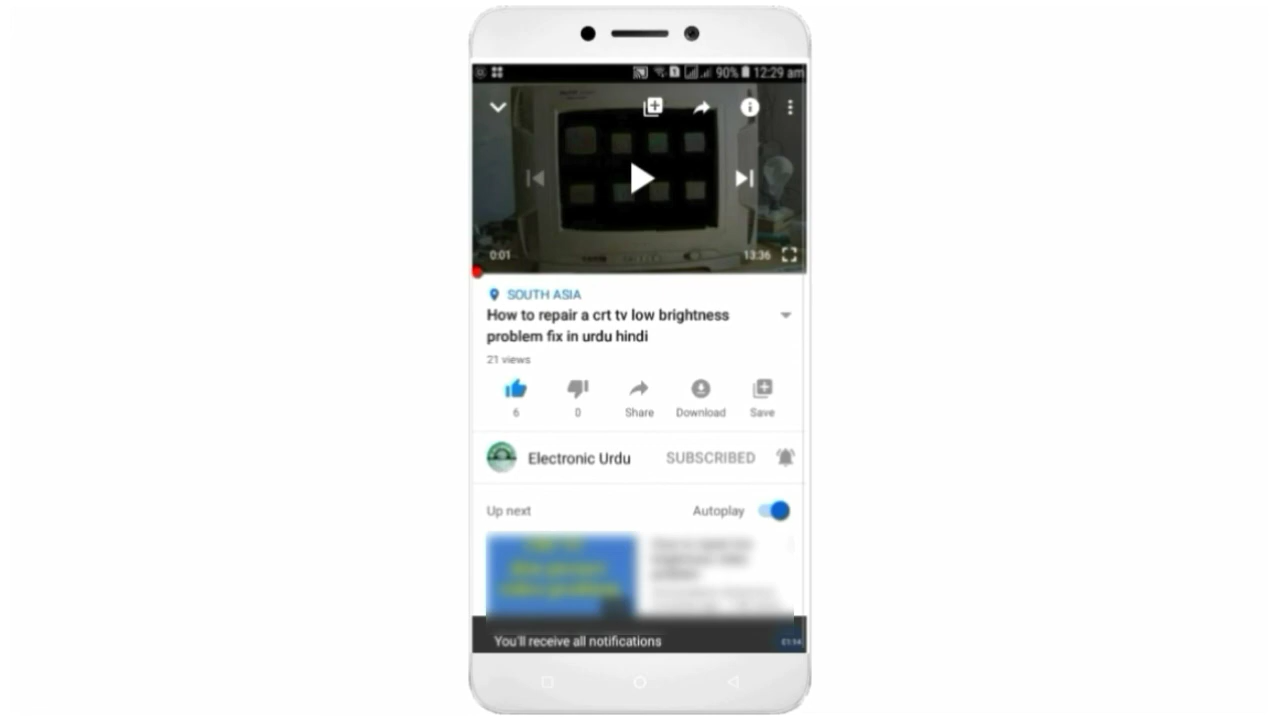 90% 12:29 am
0:01
13:36
SOUTH ASIA
How to repair a crt tv low brightness
problem fix in urdu hindi
21 views
6 0 Share Download Save
Electronic Urdu SUBSCRIBED
Up next Autoplay
You'll receive all notifications